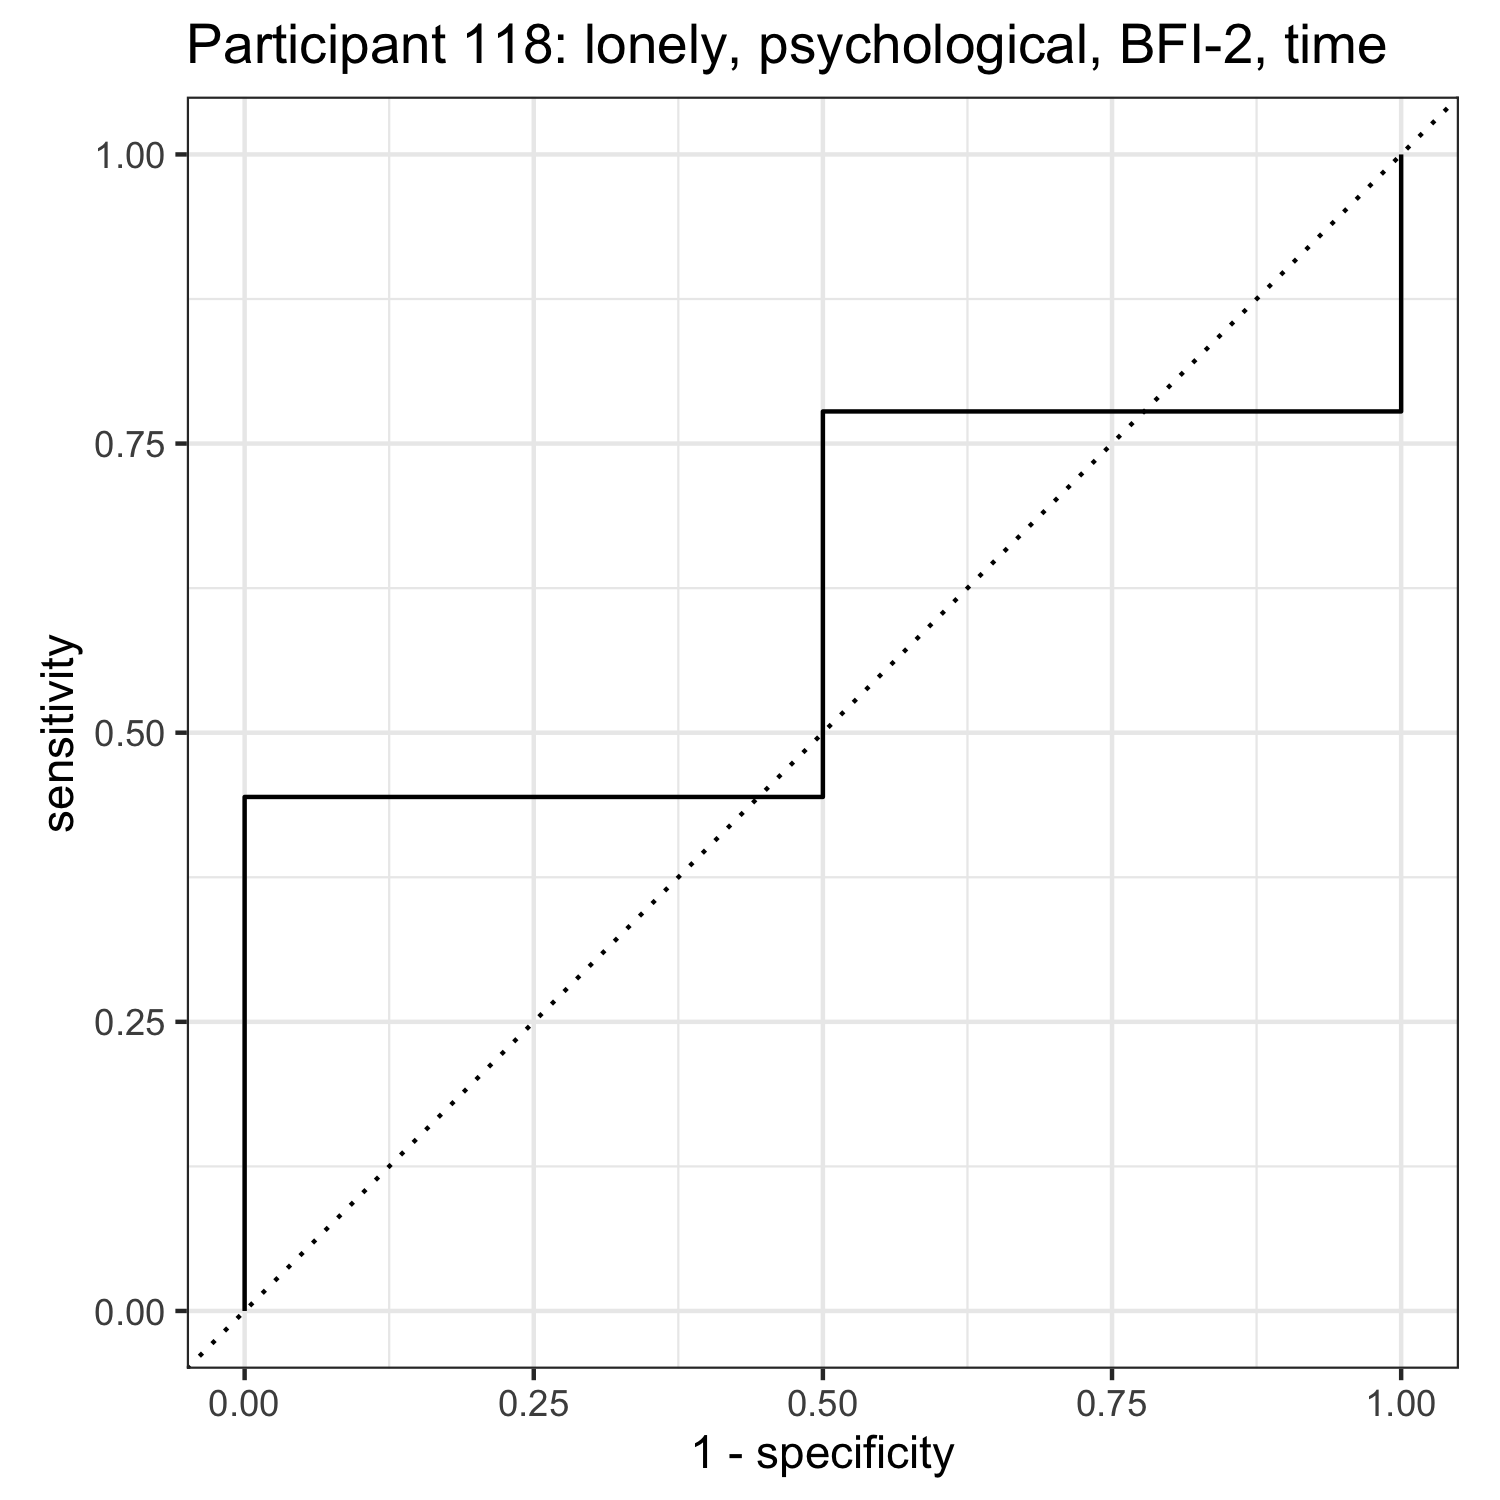 Participant 118: lonely, psychological, BFI-2, time
1.00
0.75
0.50
0.25
0.00
sensitivity
0.00 0.25 0.50 0.75 1.00
1 - specificity